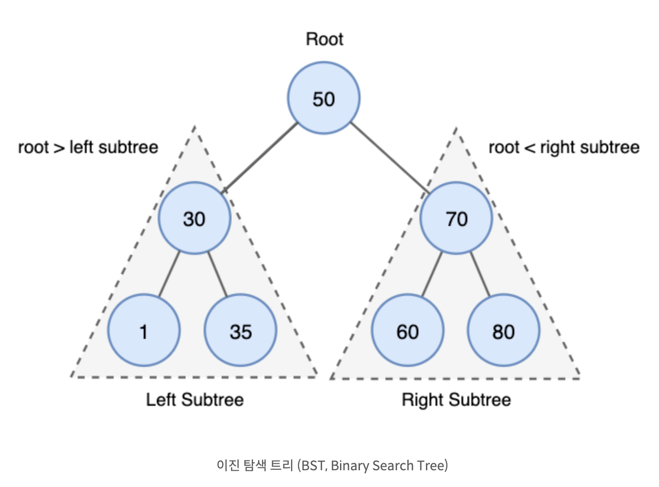 Root
50
root > left subtree
root < right subtree
30
70
1
35
60
80
Left Subtree
Right Subtree
이진 탐색 트리 (BST, Binary Search Tree)